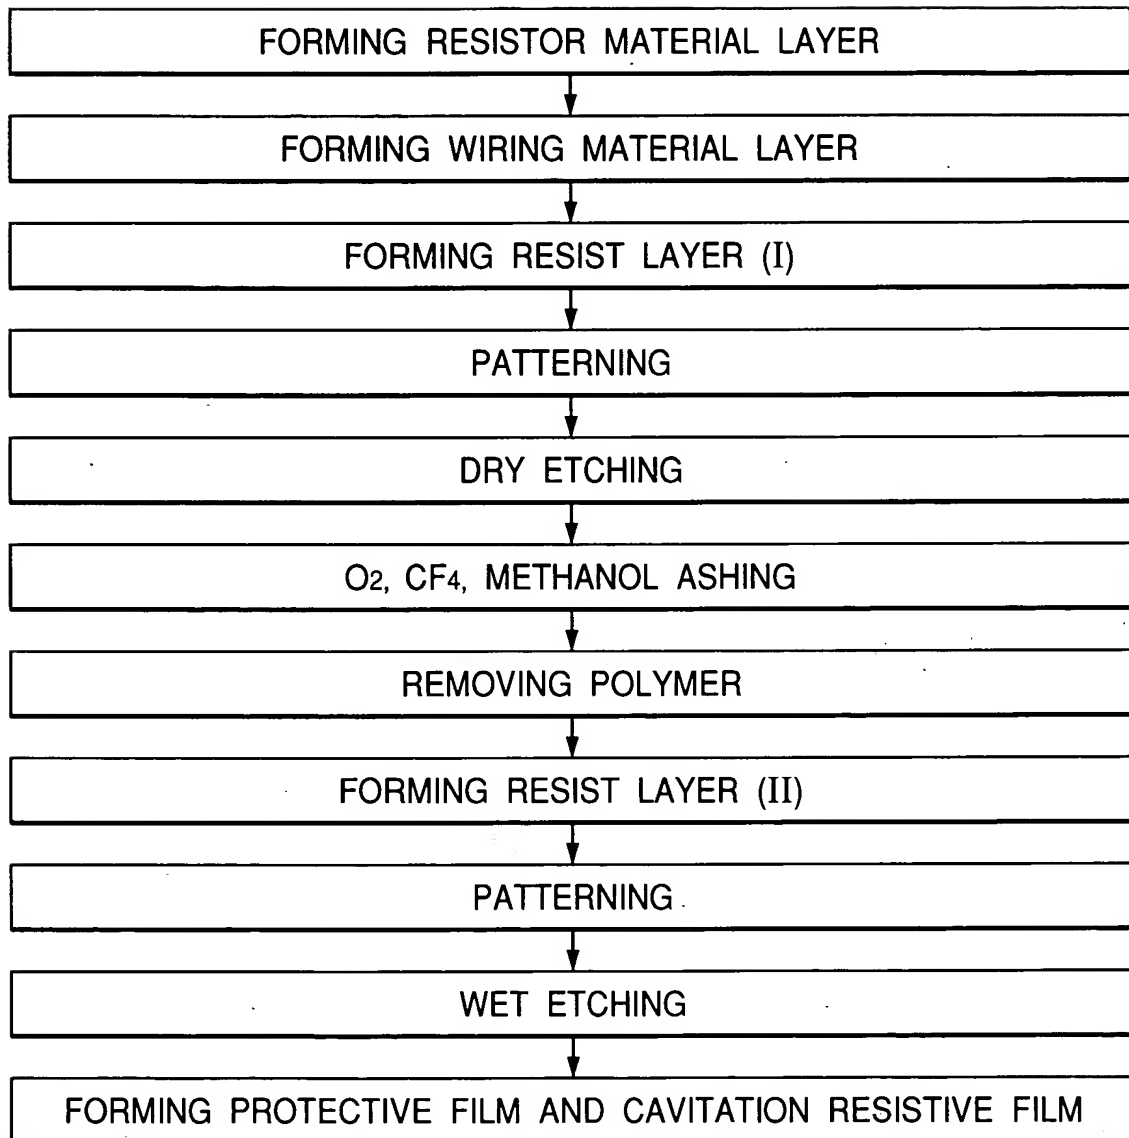 FORMING RESISTOR MATERIAL LAYER
FORMING WIRING MATERIAL LAYER
FORMING RESIST LAYER (I)
PATTERNING
DRY ETCHING
O2, CF4, METHANOL ASHING
REMOVING POLYMER
FORMING RESIST LAYER (II)
PATTERNING
WET ETCHING
FORMING PROTECTIVE FILM AND CAVITATION RESISTIVE FILM